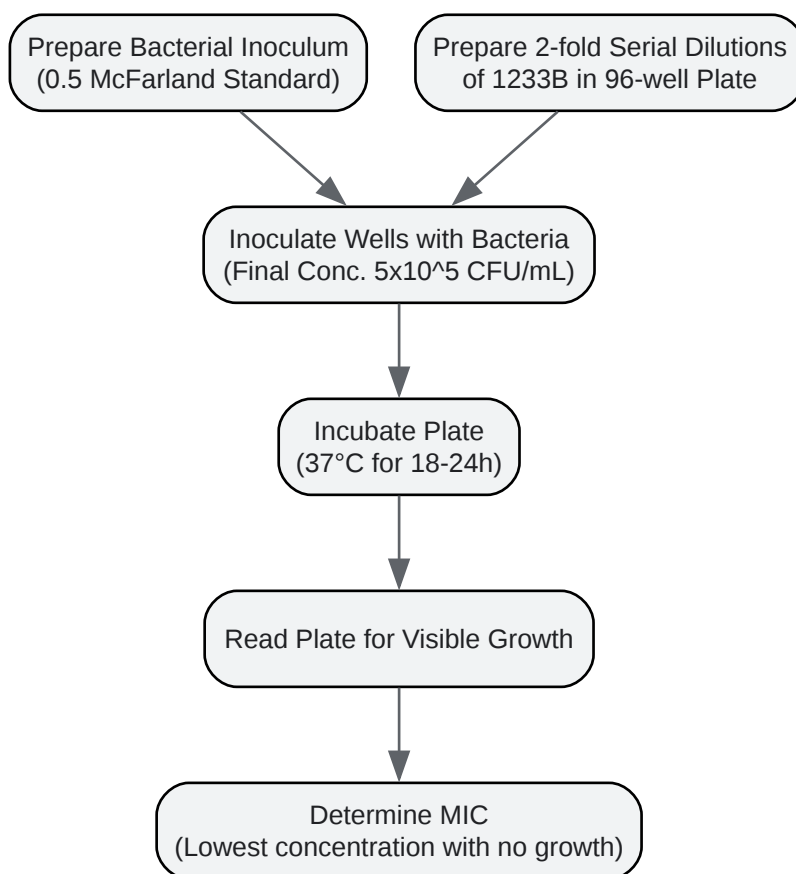 Prepare Bacterial Inoculum
(0.5 McFarland Standard)
Prepare 2-fold Serial Dilutions
of 1233B in 96-well Plate
Inoculate Wells with Bacteria
(Final Conc. 5x10^5 CFU/mL)
Incubate Plate
(37°C for 18-24h)
Read Plate for Visible Growth
Determine MIC
(Lowest concentration with no growth)